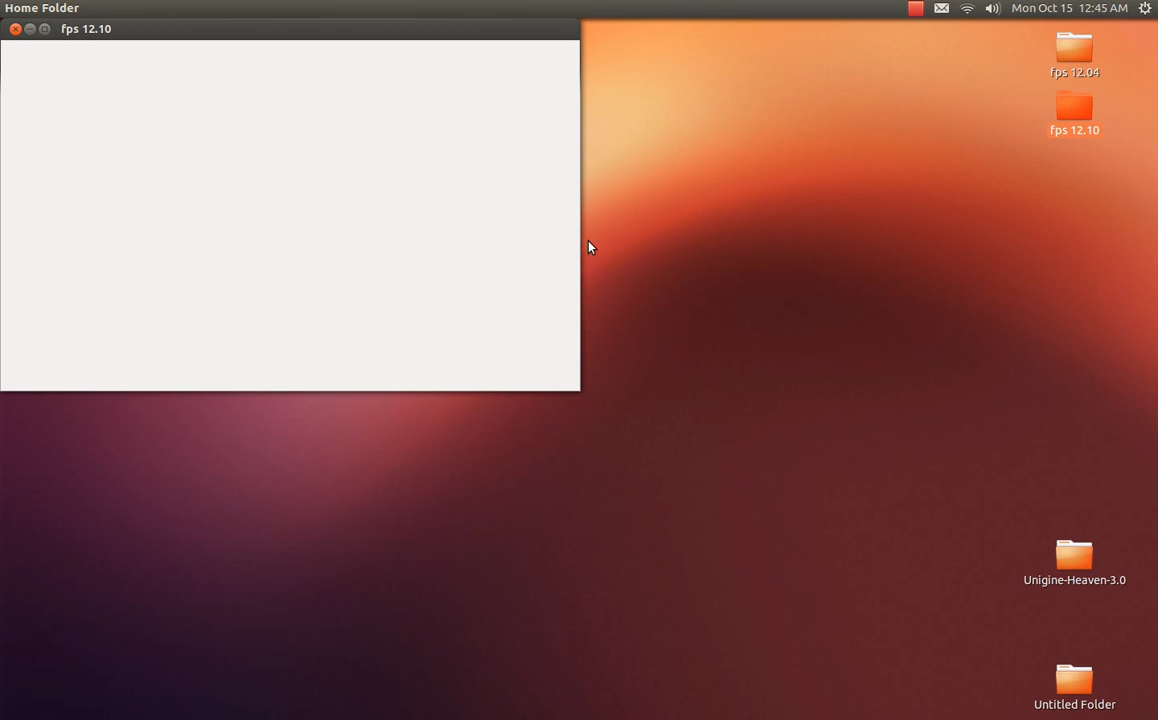 Home Folder
Mon Oct 15 12:45 AM
fps 12.10
fps 12.04
fps 12.10
Unigine-Heaven-3.0
Untitled Folder